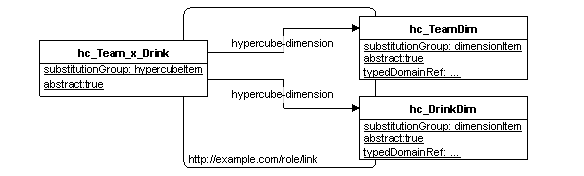 hc_TeamDim
substitutionGroup: dimensionItem
abstract:true
typedDomainRef: ...
hypercube-dimension
hc_Team_x_Drink
substitutionGroup: hypercubeItem
abstract:true
hypercube-dimension
hc_DrinkDim
substitutionGroup: dimensionItem
abstract:true
typedDomainRef: ...
http://example.com/role/link